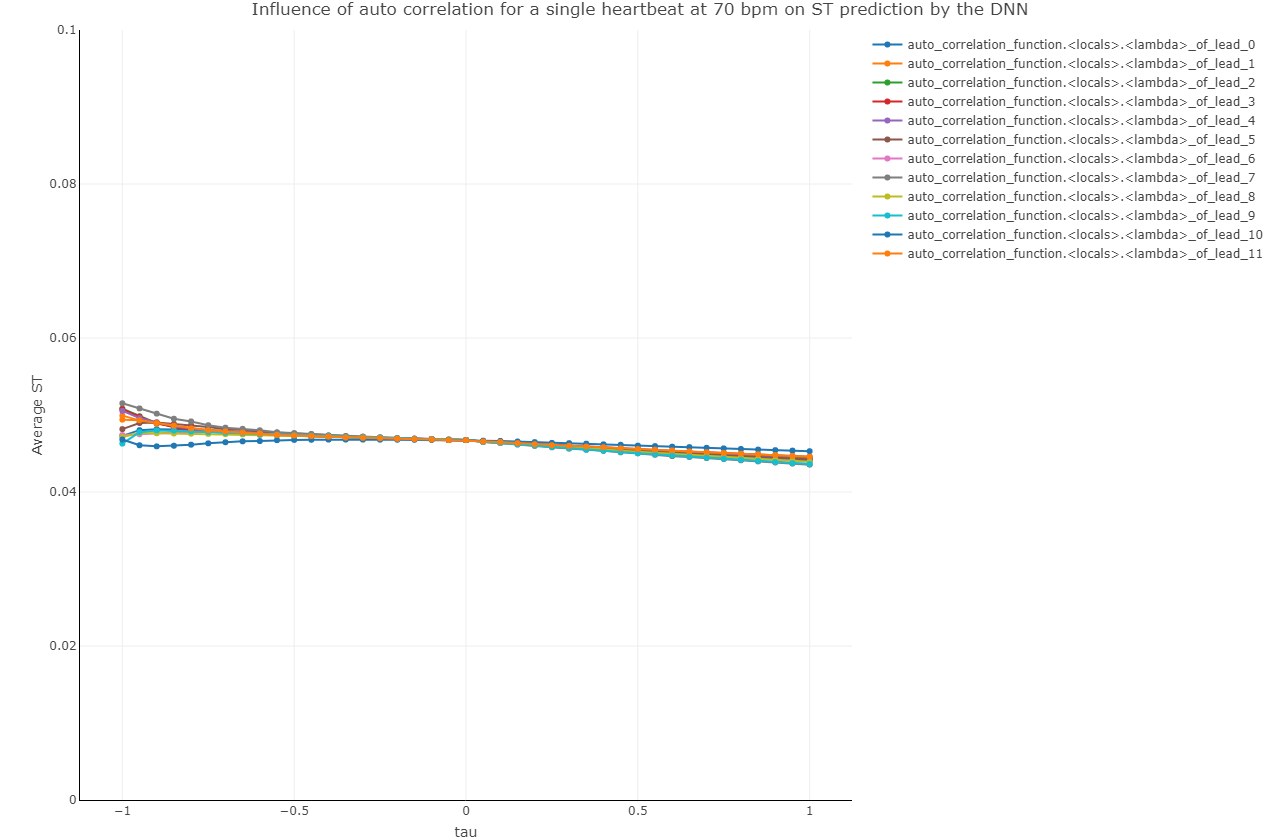 Influence of auto correlation for a single heartbeat at 70 bpm on ST prediction by the DNN
0.1
0.08
0.06
0.04
0.02
0
Average ST
−1
−0.5
0
0.5
1
tau
auto_correlation_function.<locals>.<lambda>_of_lead_0
auto_correlation_function.<locals>.<lambda>_of_lead_1
auto_correlation_function.<locals>.<lambda>_of_lead_2
auto_correlation_function.<locals>.<lambda>_of_lead_3
auto_correlation_function.<locals>.<lambda>_of_lead_4
auto_correlation_function.<locals>.<lambda>_of_lead_5
auto_correlation_function.<locals>.<lambda>_of_lead_6
auto_correlation_function.<locals>.<lambda>_of_lead_7
auto_correlation_function.<locals>.<lambda>_of_lead_8
auto_correlation_function.<locals>.<lambda>_of_lead_9
auto_correlation_function.<locals>.<lambda>_of_lead_10
auto_correlation_function.<locals>.<lambda>_of_lead_11